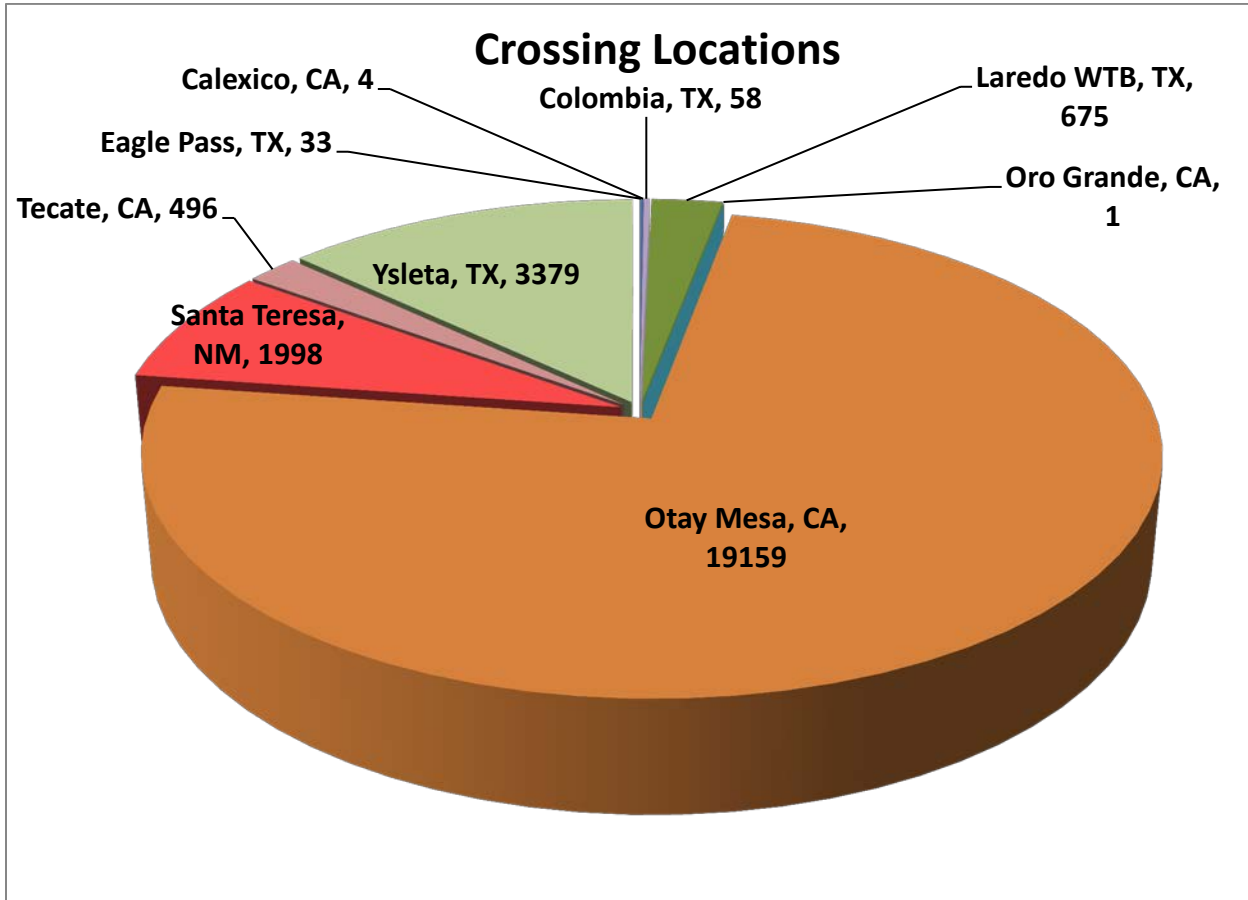 Crossing Locations
Calexico, CA, 4
Colombia, TX, 58
Laredo WTB, TX,
675
Eagle Pass, TX, 33
Oro Grande, CA,
1
Tecate, CA, 496
Ysleta, TX, 3379
Santa Teresa,
NM, 1998
Otay Mesa, CA,
19159